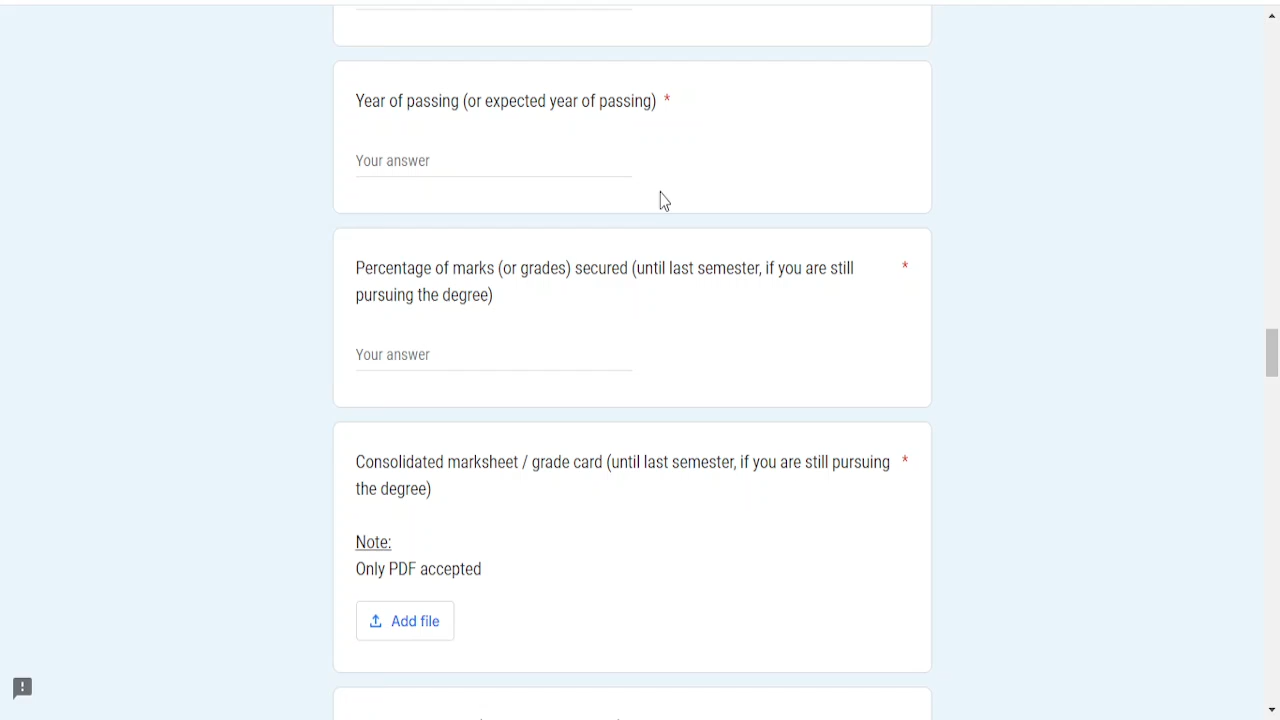 Year of passing (or expected year of passing) *
Your answer
Percentage of marks (or grades) secured (until last semester, if you are still *
pursuing the degree)
Your answer
Consolidated marksheet / grade card (until last semester, if you are still pursuing *
the degree)
Note:
Only PDF accepted
Add file